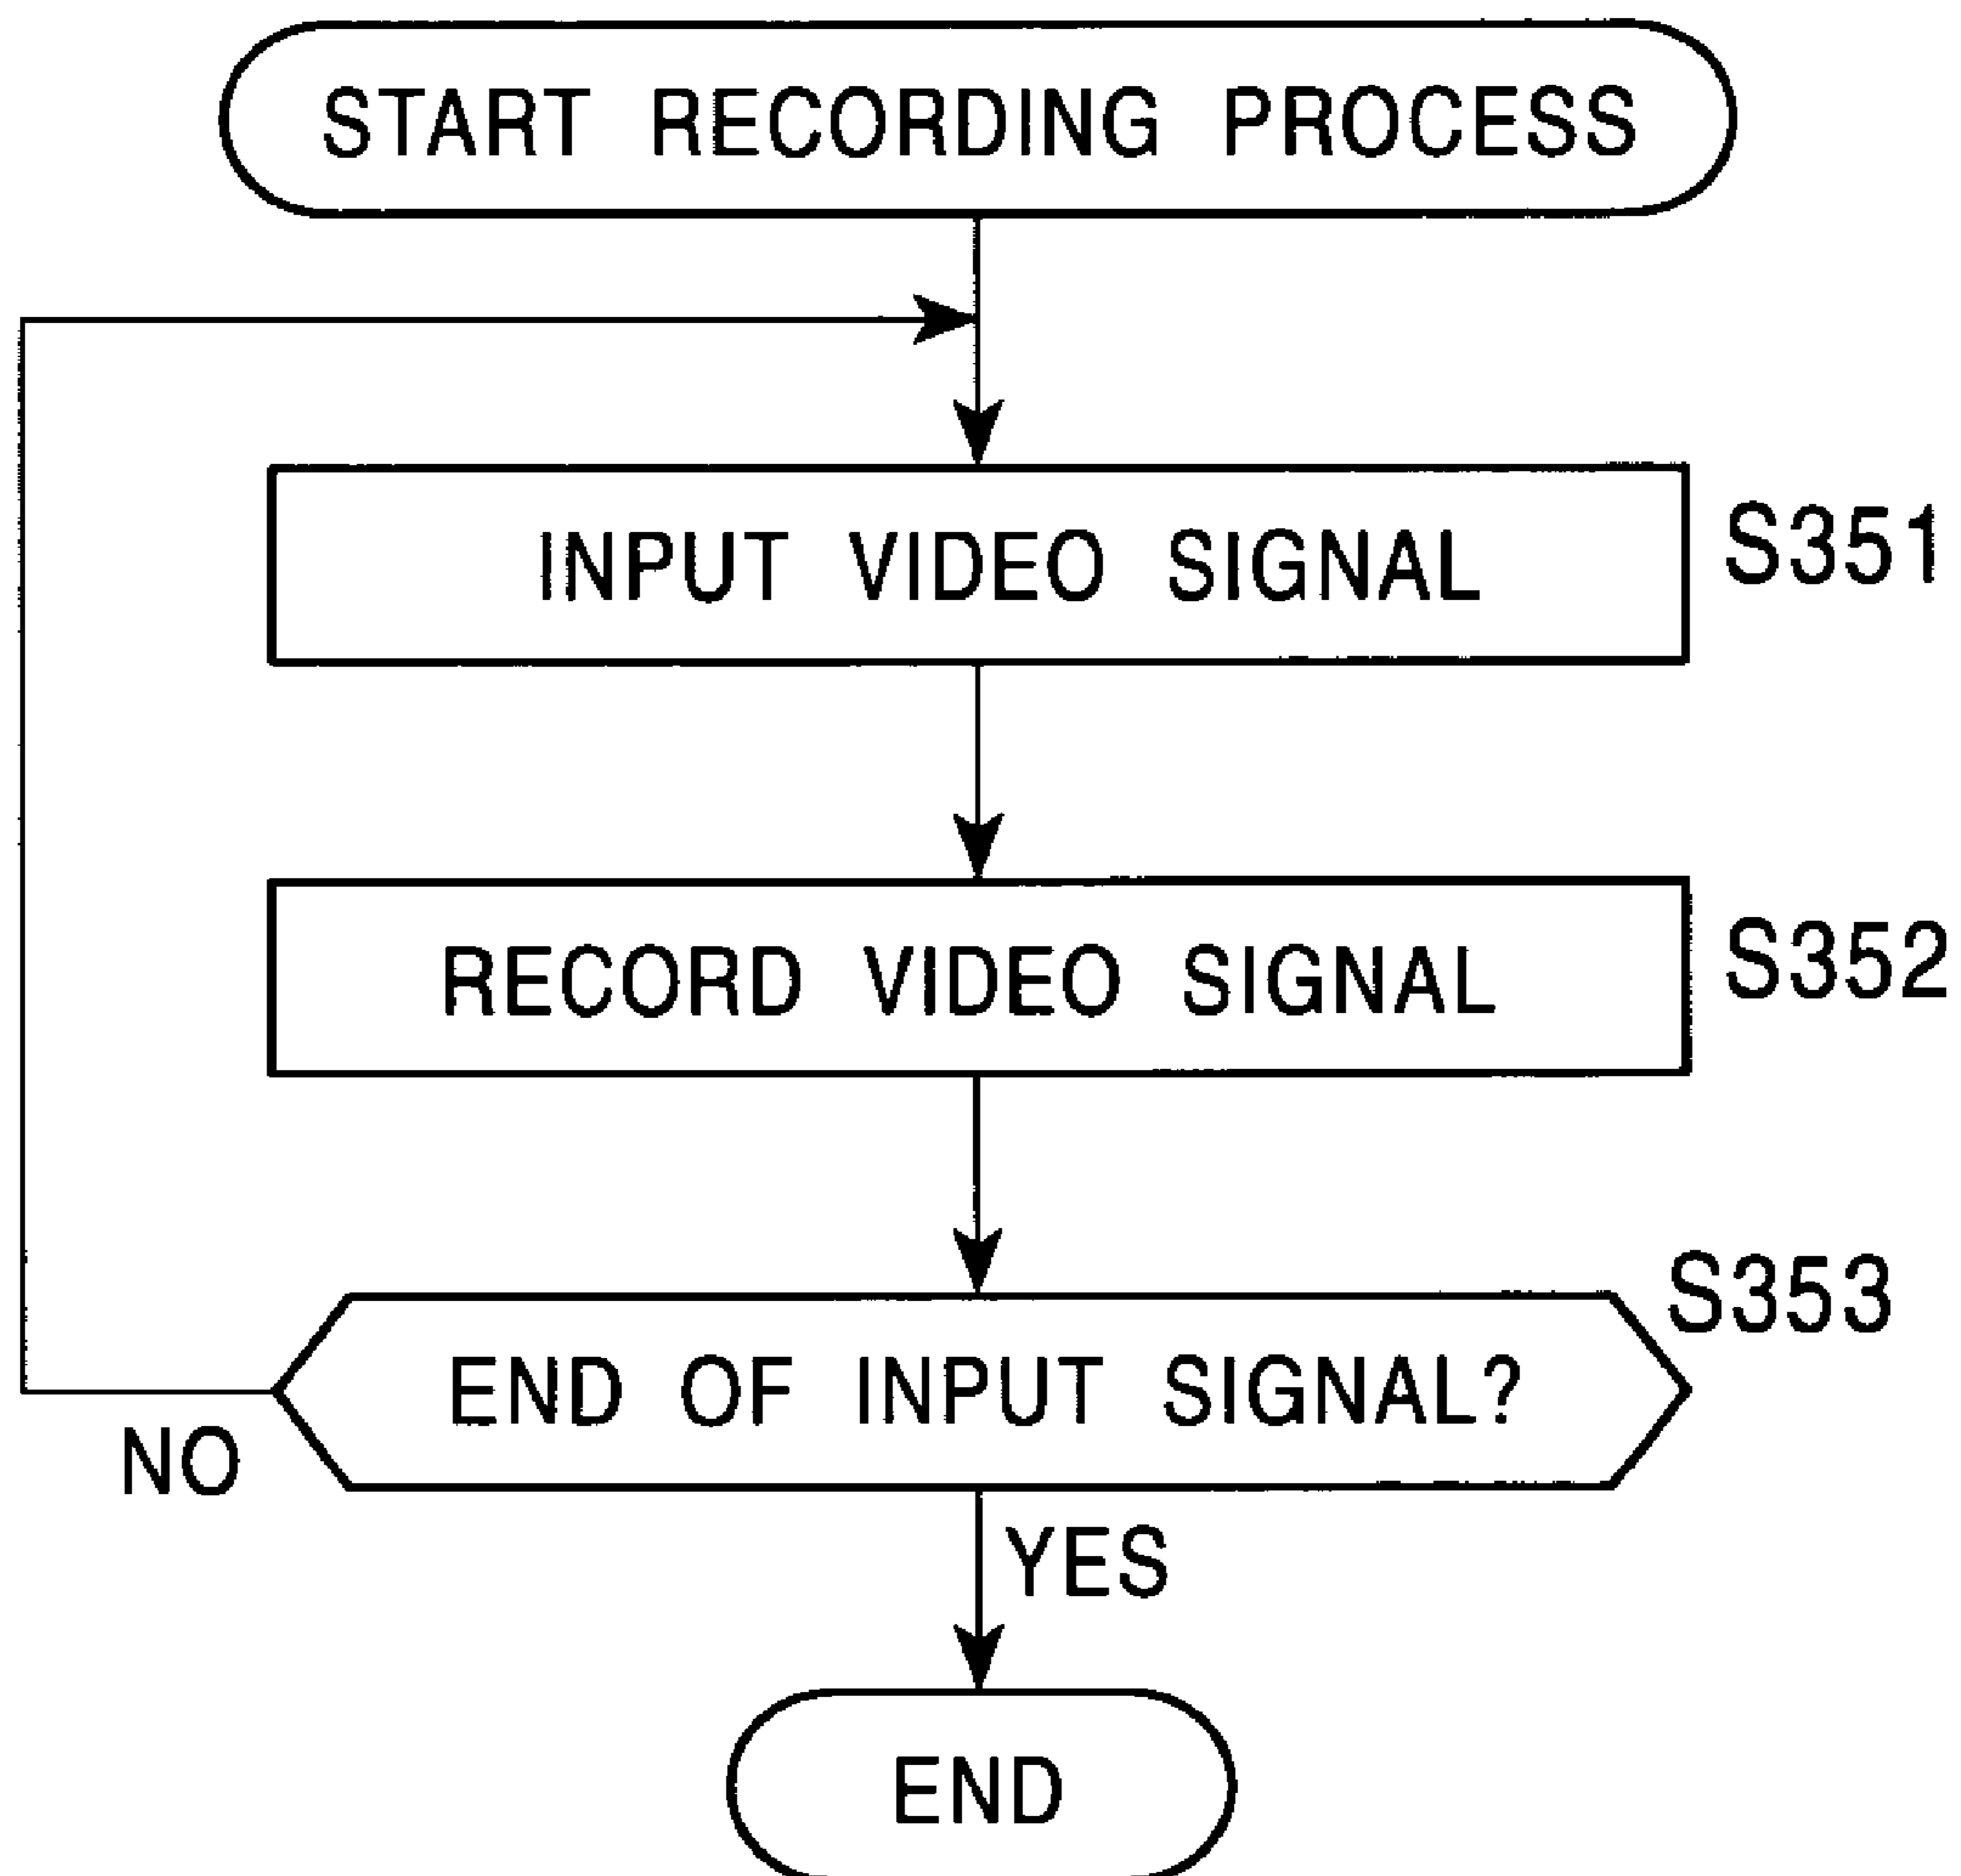 START RECORDING PROCESS
INPUT VIDEO SIGNAL
S351
RECORD VIDEO SIGNAL
S352
S353
END OF INPUT SIGNAL?
NO
YES
END